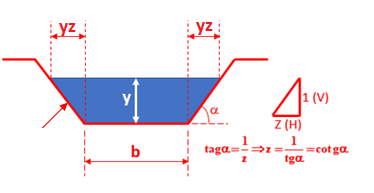 yz yz
y
α
1 (V)
Z (H)
b
tagα=1/z⇒z=1/tgα=cotgα